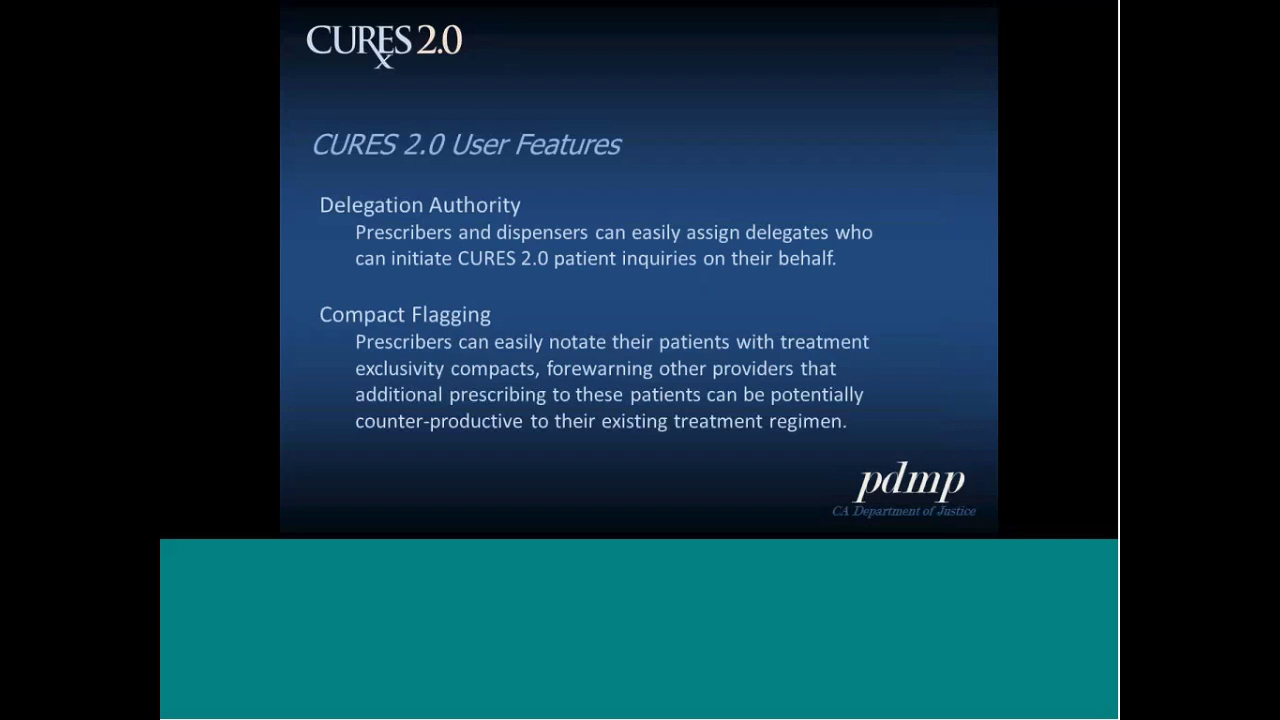 CURES 2.0
CURES 2.0 User Features
Delegation Authority
Prescribers and dispensers can easily assign delegates who
can initiate CURES 2.0 patient inquiries on their behalf.
Compact Flagging
Prescribers can easily notate their patients with treatment
exclusivity compacts, forewarning other providers that
additional prescribing to these patients can be potentially
counter-productive to their existing treatment regimen.
pdmp
CA Department of Justice